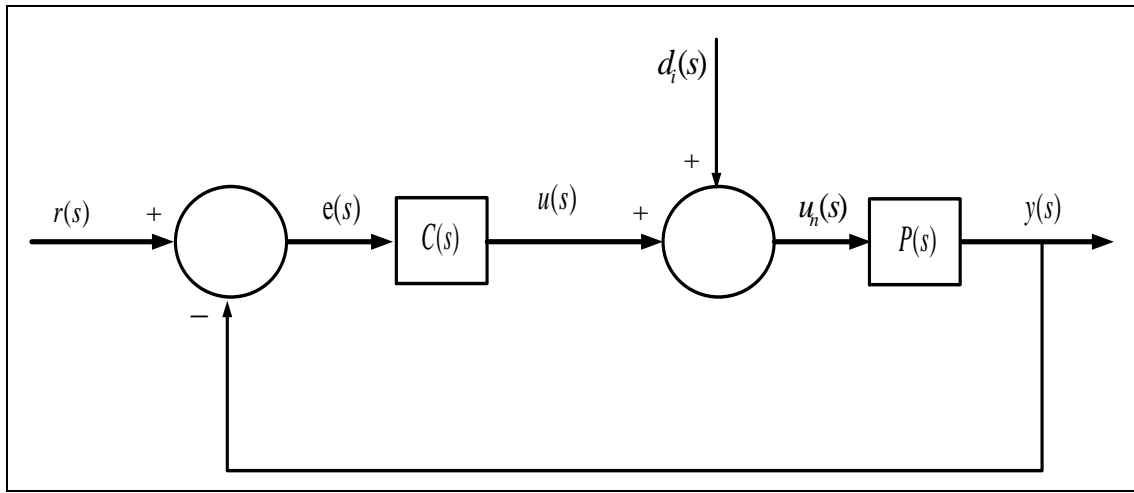 d_i(s)
+
r(s)
+
e(s)
C(s)
u(s)
+
u_n(s)
P(s)
y(s)
−